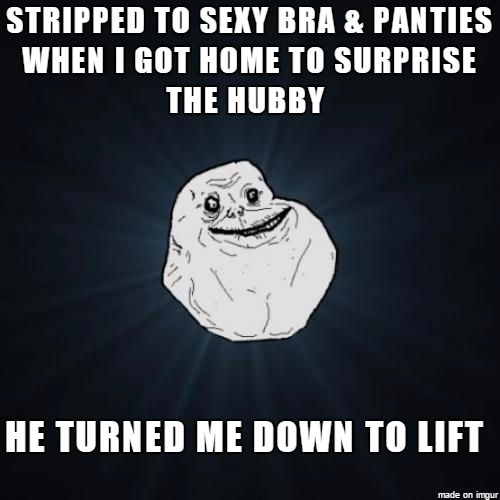 STRIPPED TO SEXY BRA & PANTIES
WHEN I GOT HOME TO SURPRISE
THE HUBBY
HE TURNED ME DOWN TO LIFT
made on imgur